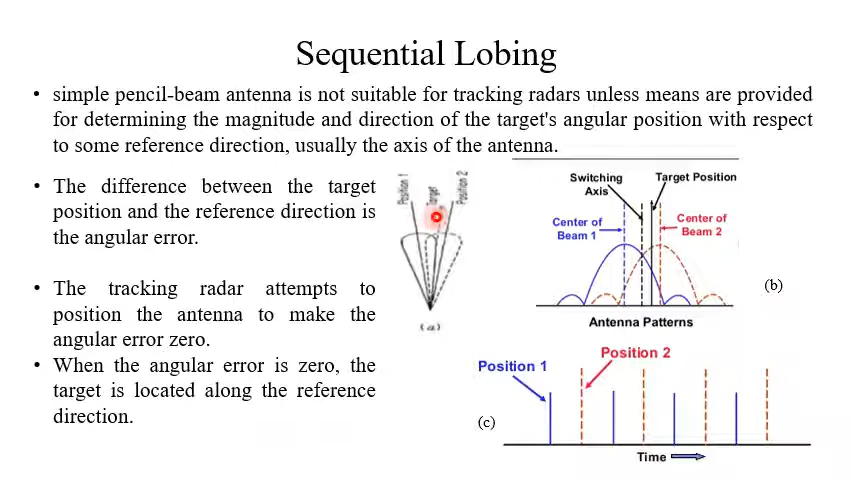 Sequential Lobing
• simple pencil-beam antenna is not suitable for tracking radars unless means are provided
for determining the magnitude and direction of the target's angular position with respect
to some reference direction, usually the axis of the antenna.
• The difference between the target
position and the reference direction is
the angular error.
• The tracking radar attempts to
position the antenna to make the
angular error zero.
• When the angular error is zero, the
target is located along the reference
direction.
Position 1
Target
Position 2
(a)
Switching
Axis
Target Position
Center of
Beam 1
Center of
Beam 2
Antenna Patterns
(b)
Position 1
Position 2
(c)
Time